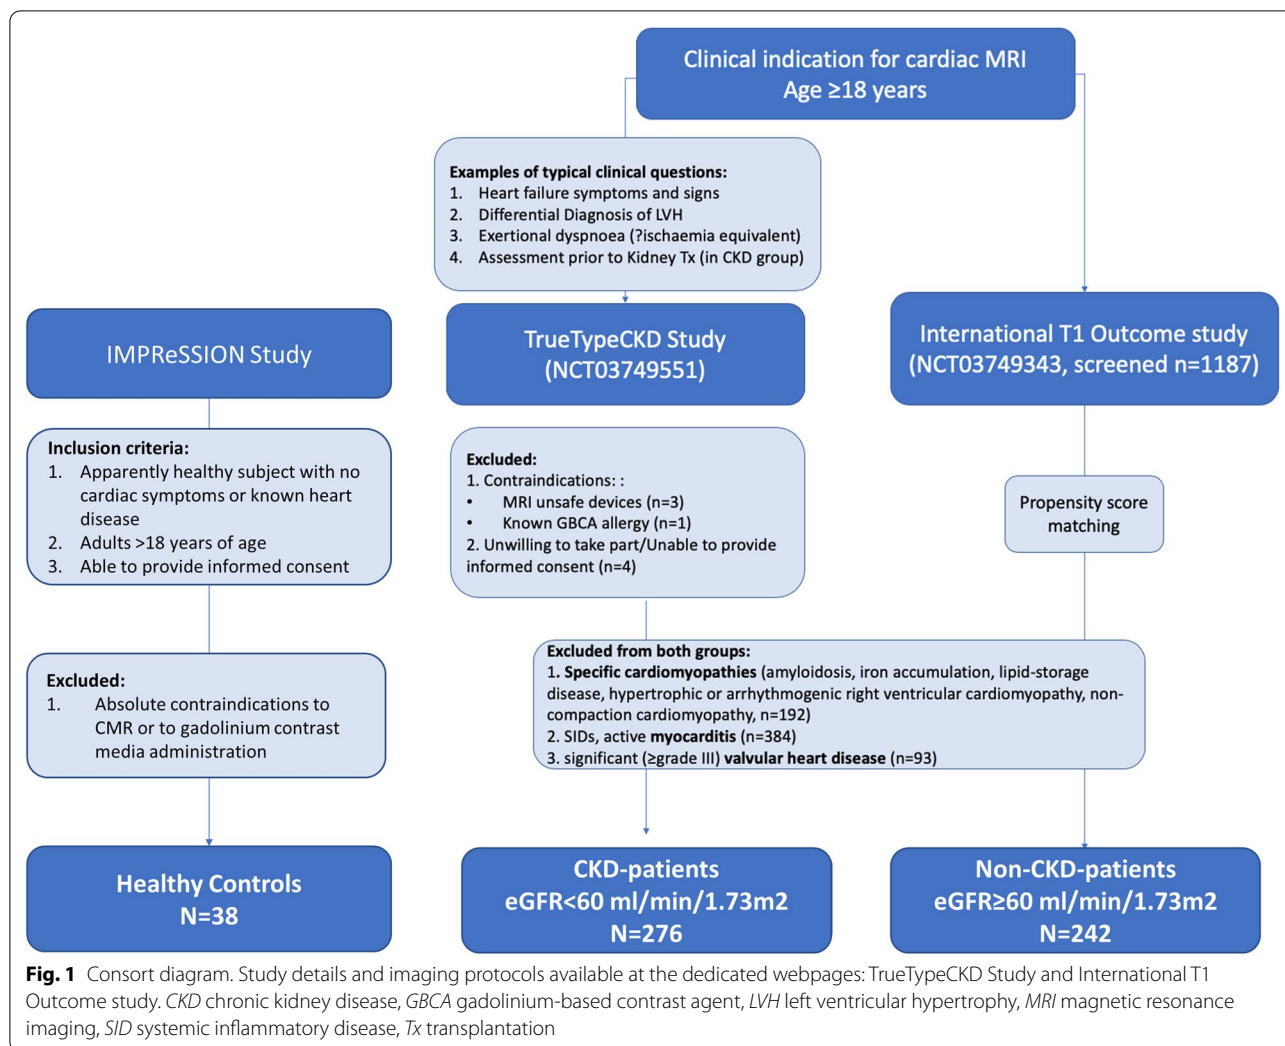 Clinical indication for cardiac MRI
Age ≥18 years
Examples of typical clinical questions:
1. Heart failure symptoms and signs
2. Differential Diagnosis of LVH
3. Exertional dyspnoea (?ischaemia equivalent)
4. Assessment prior to Kidney Tx (in CKD group)
IMPReSSION Study
TrueTypeCKD Study
(NCT03749551)
International T1 Outcome study
(NCT03749343, screened n=1187)
Inclusion criteria:
1. Apparently healthy subject with no
cardiac symptoms or known heart
disease
2. Adults >18 years of age
3. Able to provide informed consent
Excluded:
1. Contraindications: :
• MRI unsafe devices (n=3)
• Known GBCA allergy (n=1)
2. Unwilling to take part/Unable to provide
informed consent (n=4)
Propensity score
matching
Excluded:
1. Absolute contraindications to
CMR or to gadolinium contrast
media administration
Excluded from both groups:
1. Specific cardiomyopathies (amyloidosis, iron accumulation, lipid-storage
disease, hypertrophic or arrhythmogenic right ventricular cardiomyopathy, non-
compaction cardiomyopathy, n=192)
2. SIDs, active myocarditis (n=384)
3. significant (≥grade III) valvular heart disease (n=93)
Healthy Controls
N=38
CKD-patients
eGFR<60 ml/min/1.73m2
N=276
Non-CKD-patients
eGFR≥60 ml/min/1.73m2
N=242
Fig. 1 Consort diagram. Study details and imaging protocols available at the dedicated webpages: TrueTypeCKD Study and International T1
Outcome study. CKD chronic kidney disease, GBCA gadolinium-based contrast agent, LVH left ventricular hypertrophy, MRI magnetic resonance
imaging, SID systemic inflammatory disease, Tx transplantation